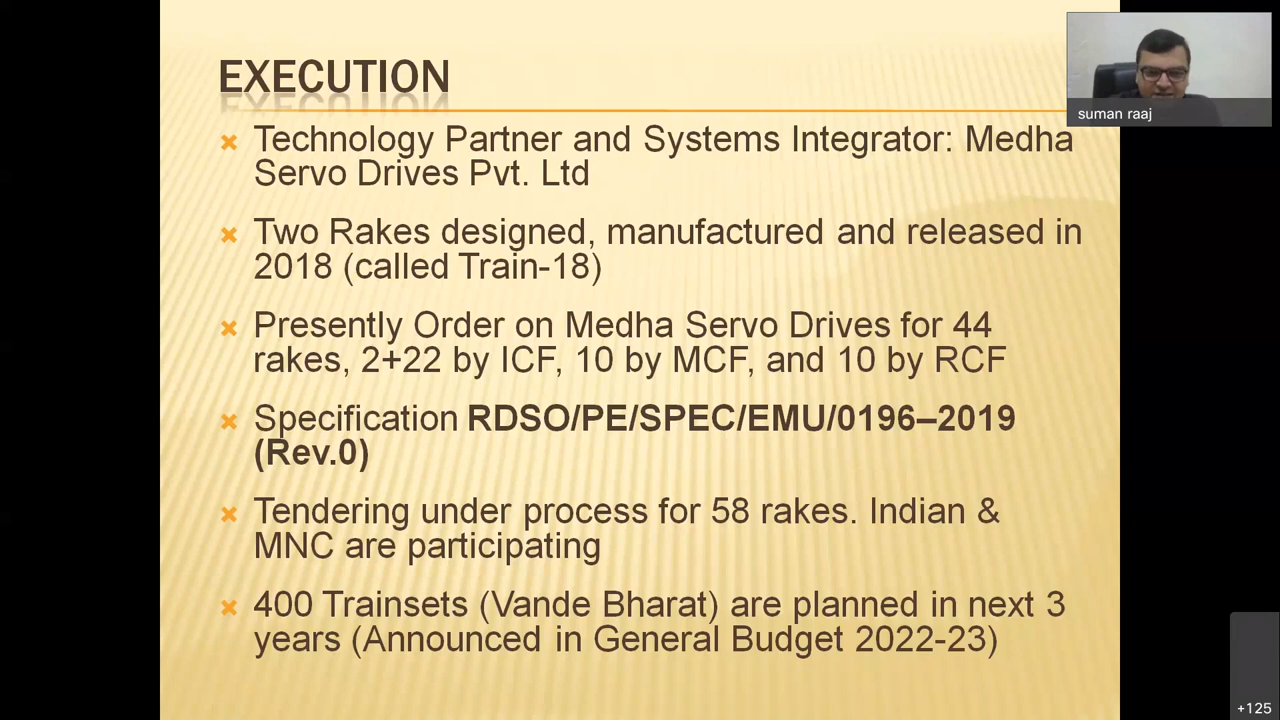 EXECUTION
suman raaj
Technology Partner and Systems Integrator: Medha
Servo Drives Pvt. Ltd
Two Rakes designed, manufactured and released in
2018 (called Train-18)
Presently Order on Medha Servo Drives for 44
rakes, 2+22 by ICF, 10 by MCF, and 10 by RCF
Specification RDSO/PE/SPEC/EMU/0196–2019
(Rev.0)
Tendering under process for 58 rakes. Indian &
MNC are participating
400 Trainsets (Vande Bharat) are planned in next 3
years (Announced in General Budget 2022-23)
+125